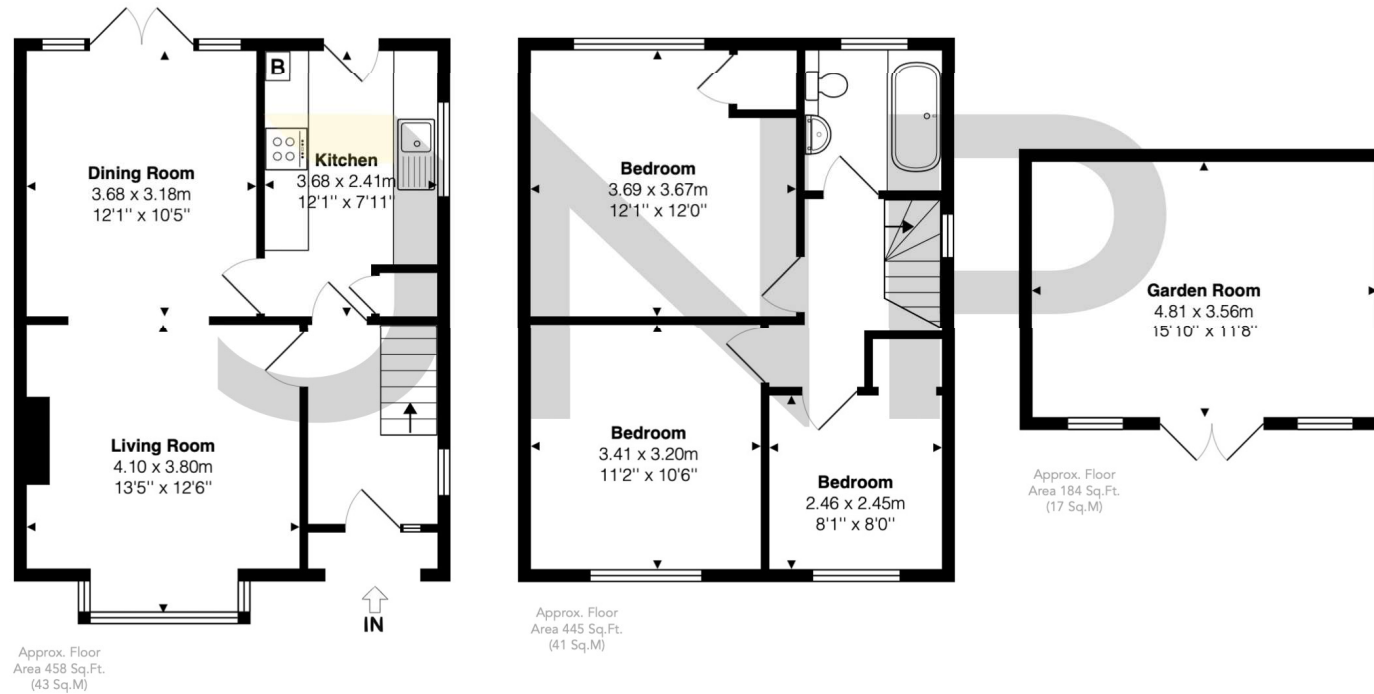 B
Dining Room
3.68 x 3.18m
12'1" x 10'5"
Kitchen
3.68 x 2.41m
12'1" x 7'11"
Living Room
4.10 x 3.80m
13'5" x 12'6"
IN
Approx. Floor
Area 458 Sq.Ft.
(43 Sq.M)
Bedroom
3.69 x 3.67m
12'1" x 12'0"
Bedroom
3.41 x 3.20m
11'2" x 10'6"
Bedroom
2.46 x 2.45m
8'1" x 8'0"
Approx. Floor
Area 445 Sq.Ft.
(41 Sq.M)
Garden Room
4.81 x 3.56m
15'10" x 11'8"
Approx. Floor
Area 184 Sq.Ft.
(17 Sq.M)
JNP